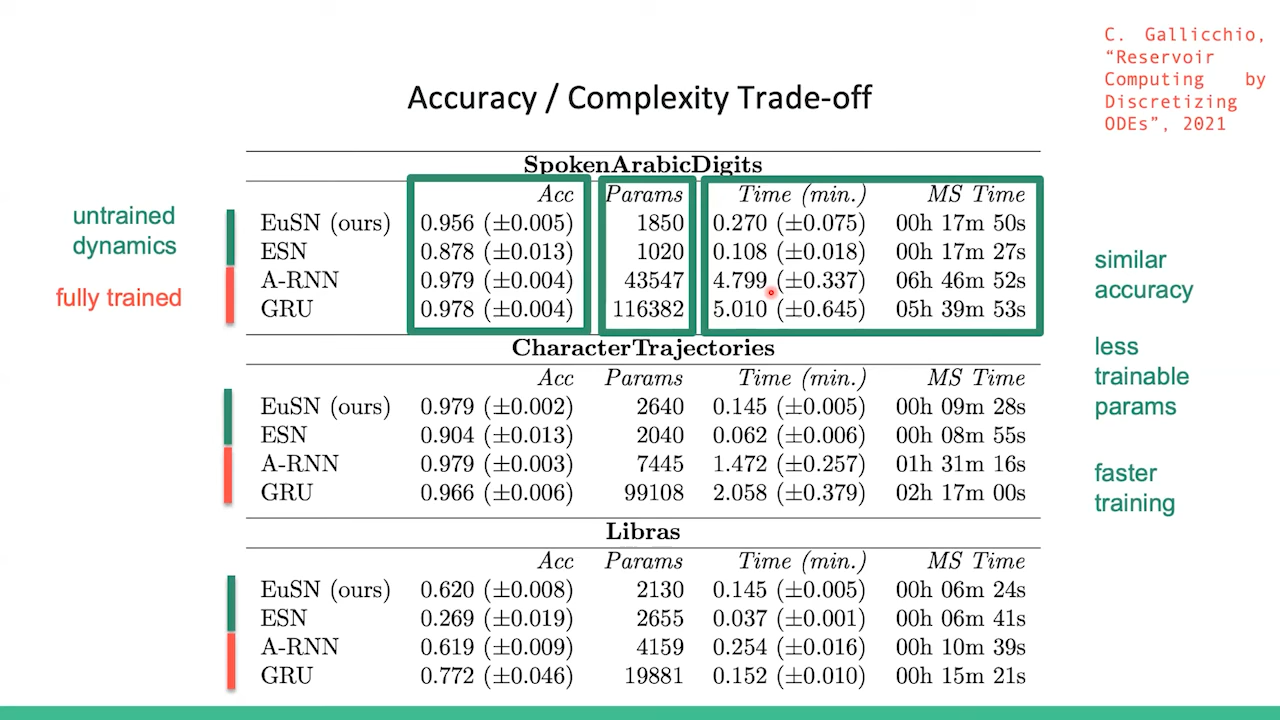 C. Gallicchio,
“Reservoir
Computing by
Discretizing
ODEs”, 2021
Accuracy / Complexity Trade-off
SpokenArabicDigits
Acc Params Time (min.) MS Time
EuSN (ours) 0.956 (±0.005) 1850 0.270 (±0.075) 00h 17m 50s
ESN 0.878 (±0.013) 1020 0.108 (±0.018) 00h 17m 27s
A-RNN 0.979 (±0.004) 43547 4.799 (±0.337) 06h 46m 52s
GRU 0.978 (±0.004) 116382 5.010 (±0.645) 05h 39m 53s
CharacterTrajectories
Acc Params Time (min.) MS Time
EuSN (ours) 0.979 (±0.002) 2640 0.145 (±0.005) 00h 09m 28s
ESN 0.904 (±0.013) 2040 0.062 (±0.006) 00h 08m 55s
A-RNN 0.979 (±0.003) 7445 1.472 (±0.257) 01h 31m 16s
GRU 0.966 (±0.006) 99108 2.058 (±0.379) 02h 17m 00s
Libras
Acc Params Time (min.) MS Time
EuSN (ours) 0.620 (±0.008) 2130 0.145 (±0.005) 00h 06m 24s
ESN 0.269 (±0.019) 2655 0.037 (±0.001) 00h 06m 41s
A-RNN 0.619 (±0.009) 4159 0.254 (±0.016) 00h 10m 39s
GRU 0.772 (±0.046) 19881 0.152 (±0.010) 00h 15m 21s
untrained
dynamics
fully trained
similar
accuracy
less
trainable
params
faster
training